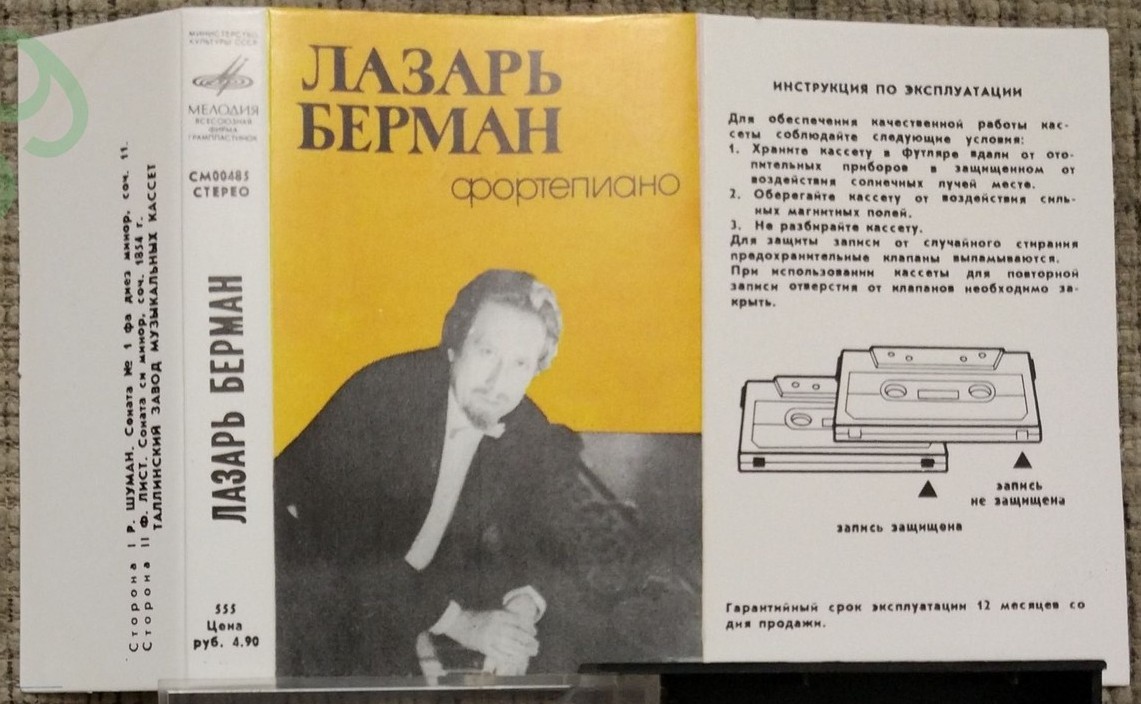 Сторона I Р. ШУМАН. Соната № 1 фа диез минор, соч. 11.
Сторона II Ф. ЛИСТ. Соната си минор, соч. 1854 г.
ТАЛЛИНСКИЙ ЗАВОД МУЗЫКАЛЬНЫХ КАССЕТ
МИНИСТЕРСТВО
КУЛЬТУРЫ СССР
МЕЛОДИЯ
ВСЕСОЮЗНАЯ
ФИРМА
ГРАМПЛАСТИНОК
СМ00485
СТЕРЕО
ЛАЗАРЬ БЕРМАН
555
Цена
руб. 4.90
ЛАЗАРЬ
БЕРМАН
фортепиано
ИНСТРУКЦИЯ ПО ЭКСПЛУАТАЦИИ
Для обеспечения качественной работы кас-
сеты соблюдайте следующие условия:
1. Храните кассету в футляре вдали от ото-
пительных приборов в защищенном от
воздействия солнечных лучей месте.
2. Оберегайте кассету от воздействия силь-
ных магнитных полей.
3. Не разбирайте кассету.
Для защиты записи от случайного стирания
предохранительные клапаны выламываются.
При использовании кассеты для повторной
записи отверстия от клапанов необходимо за-
крыть.
запись
не защищена
запись защищена
Гарантийный срок эксплуатации 12 месяцев со
дня продажи.